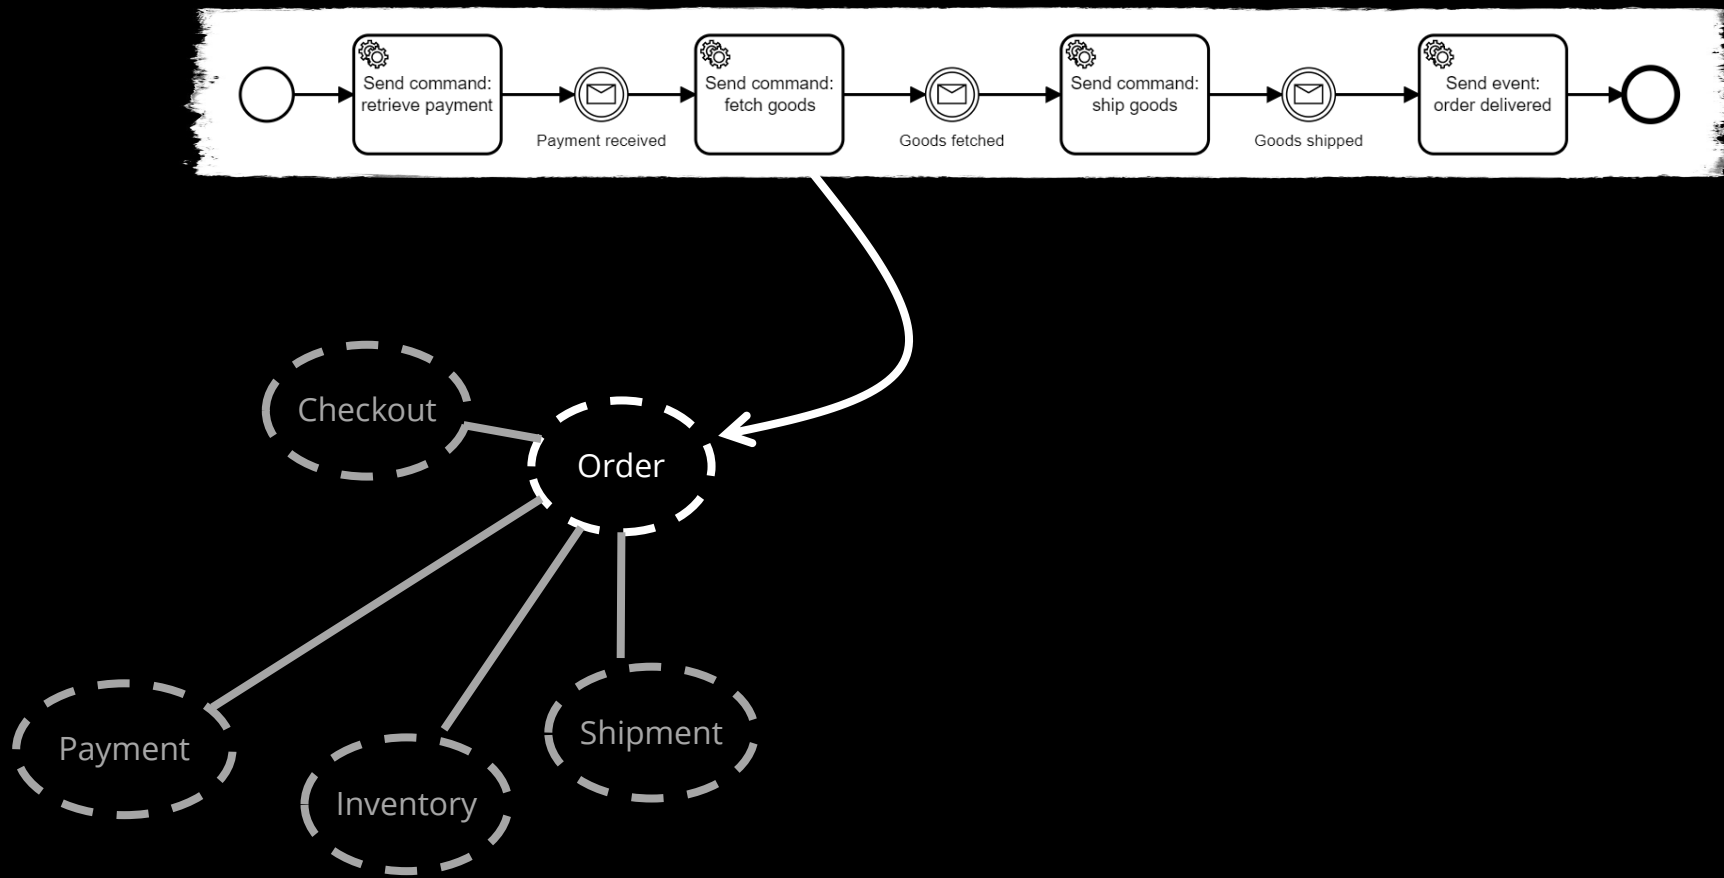 Send command:
retrieve payment
Payment received
Send command:
fetch goods
Goods fetched
Send command:
ship goods
Goods shipped
Send event:
order delivered
Checkout
Order
Payment
Inventory
Shipment